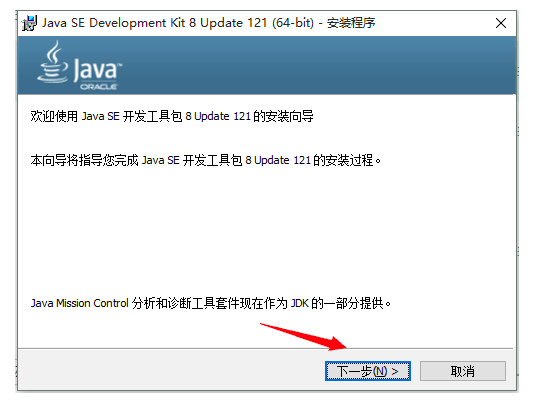 Java SE Development Kit 8 Update 121 (64-bit) - 安装程序
Java™
ORACLE
欢迎使用 Java SE 开发工具包 8 Update 121 的安装向导
本向导将指导您完成 Java SE 开发工具包 8 Update 121 的安装过程。
Java Mission Control 分析和诊断工具套件现在作为 JDK 的一部分提供。
下一步(N) >
取消